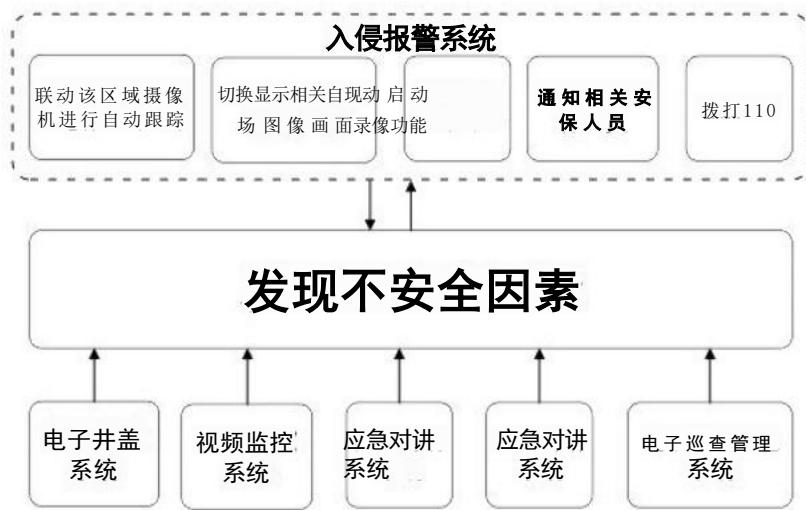 入侵报警系统
联动该区域摄像
机进行自动跟踪
切换显示相关自现动启动
场图像画面录像功能
通知相关安
保人员
拨打110
发现不安全因素
电子井盖
系统
视频监控
系统
应急对讲
系统
应急对讲
系统
电子巡查管理
系统